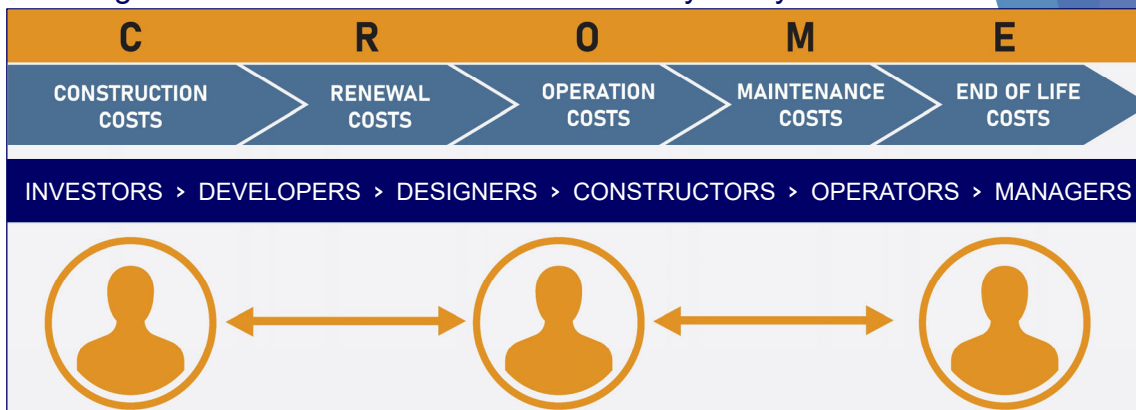 C R O M E
CONSTRUCTION COSTS
RENEWAL COSTS
OPERATION COSTS
MAINTENANCE COSTS
END OF LIFE COSTS
INVESTORS > DEVELOPERS > DESIGNERS > CONSTRUCTORS > OPERATORS > MANAGERS